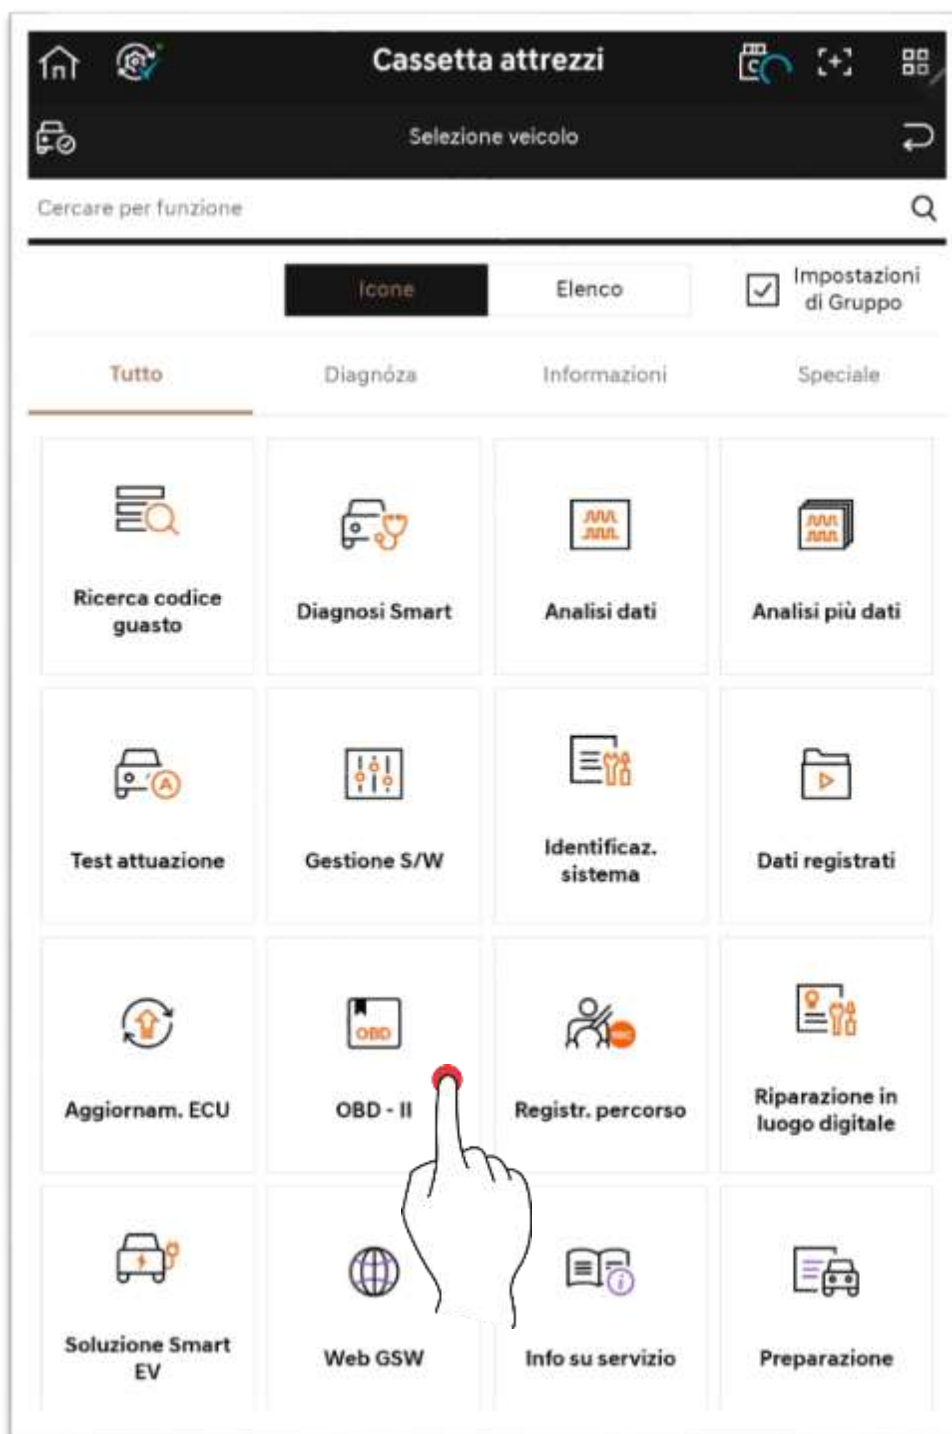 Cassetta attrezzi
Selezione veicolo
Cercare per funzione
Icone
Elenco
Impostazioni
di Gruppo
Tutto
Diagnóza
Informazioni
Speciale
Ricerca codice
guasto
Diagnosi Smart
Analisi dati
Analisi più dati
Test attuazione
Gestione S/W
Identificaz.
sistema
Dati registrati
OBD
Aggiornam. ECU
OBD - II
Registr. percorso
Riparazione in
luogo digitale
Soluzione Smart
EV
Web GSW
Info su servizio
Preparazione